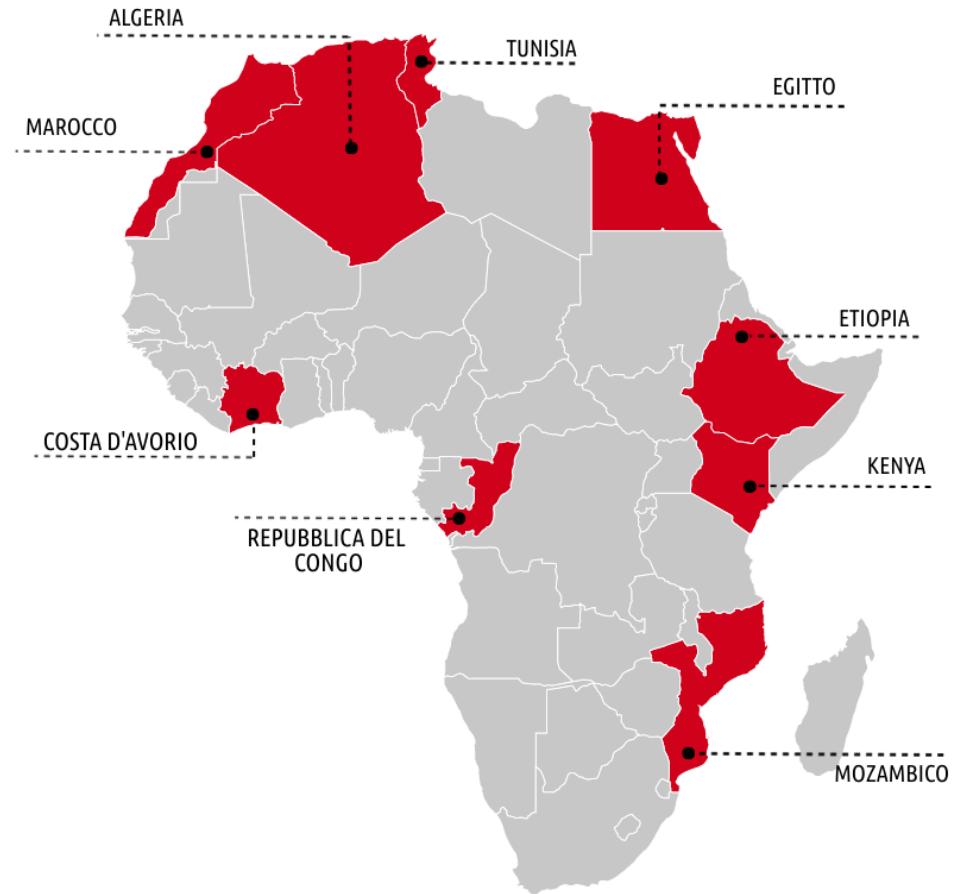 ALGERIA
TUNISIA
EGITTO
MAROCCO
ETIOPIA
COSTA D'AVORIO
KENYA
REPUBBLICA DEL
CONGO
MOZAMBICO